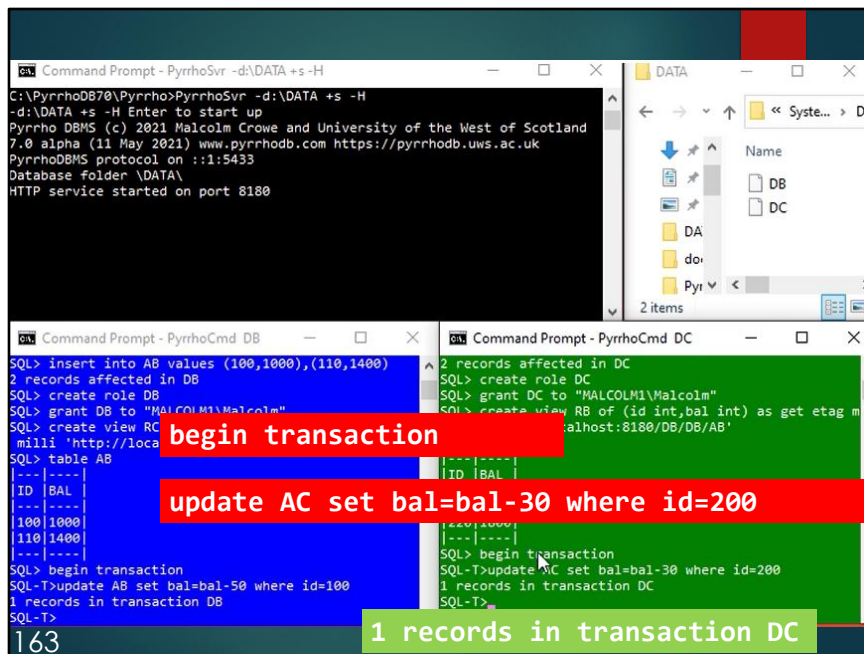 Command Prompt - PyrrhoSvr -d:\DATA +s -H
C:\PyrrhoDB70\Pyrrho>PyrrhoSvr -d:\DATA +s -H
-d:\DATA +s -H Enter to start up
Pyrrho DBMS (c) 2021 Malcolm Crowe and University of the West of Scotland
7.0 alpha (11 May 2021) www.pyrrhodb.com https://pyrrhodb.uws.ac.uk
PyrrhoDBMS protocol on ::1:5433
Database folder \DATA\
HTTP service started on port 8180
DATA
« Syste... › D
Name
DB
DC
DA
do
Pyr
2 items
Command Prompt - PyrrhoCmd DB
SQL> insert into AB values (100,1000),(110,1400)
2 records affected in DB
SQL> create role DB
SQL> grant DB to "MALCOLM1\Malcolm"
SQL> create view RC
milli 'http://loca
SQL> table AB
|---|----|
|ID |BAL |
|---|----|
|100|1000|
|110|1400|
|---|----|
SQL> begin transaction
SQL-T>update AB set bal=bal-50 where id=100
1 records in transaction DB
SQL-T>
Command Prompt - PyrrhoCmd DC
2 records affected in DC
SQL> create role DC
SQL> grant DC to "MALCOLM1\Malcolm"
SQL> create view RB of (id int,bal int) as get etag m
alhost:8180/DB/DB/AB'
|---|----|
|ID |BAL |
|---|----|
SQL> begin transaction
SQL-T>update AC set bal=bal-30 where id=200
1 records in transaction DC
SQL-T>
begin transaction
update AC set bal=bal-30 where id=200
1 records in transaction DC
163